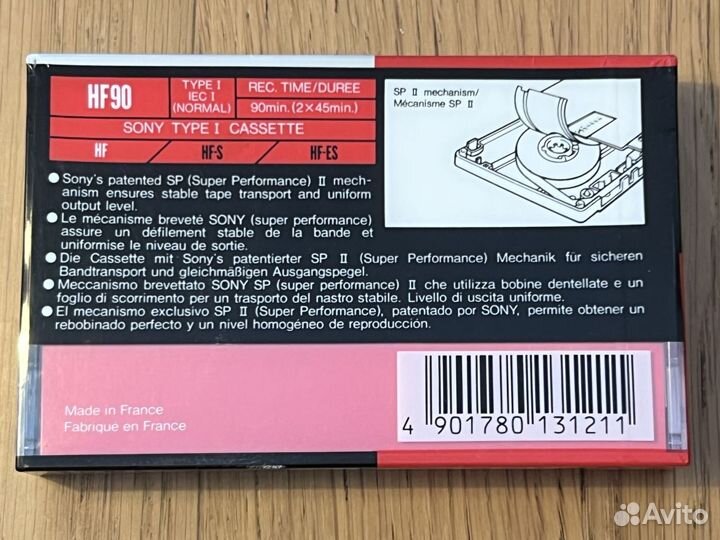 HF90
TYPE I
IEC I
(NORMAL)
REC. TIME/DUREE
90min. (2×45min.)
SONY TYPE I CASSETTE
HF / HF-S / HF-ES
SP II mechanism/
Mécanisme SP II
● Sony's patented SP (Super Performance) II mech-
anism ensures stable tape transport and uniform
output level.
● Le mécanisme breveté SONY (super performance)
assure un défilement stable de la bande et
uniformise le niveau de sortie.
● Die Cassette mit Sony's patentierter SP II (Super Performance) Mechanik für sicheren
Bandtransport und gleichmäßigen Ausgangspegel.
● Meccanismo brevettato SONY SP (super performance) II che utilizza bobine dentellate e un
foglio di scorrimento per un trasporto del nastro stabile. Livello di uscita uniforme.
● El mecanismo exclusivo SP II (Super Performance), patentado por SONY, permite obtener un
rebobinado perfecto y un nivel homogéneo de reproducción.
Made in France
Fabriqué en France
4 901780 131211
Avito